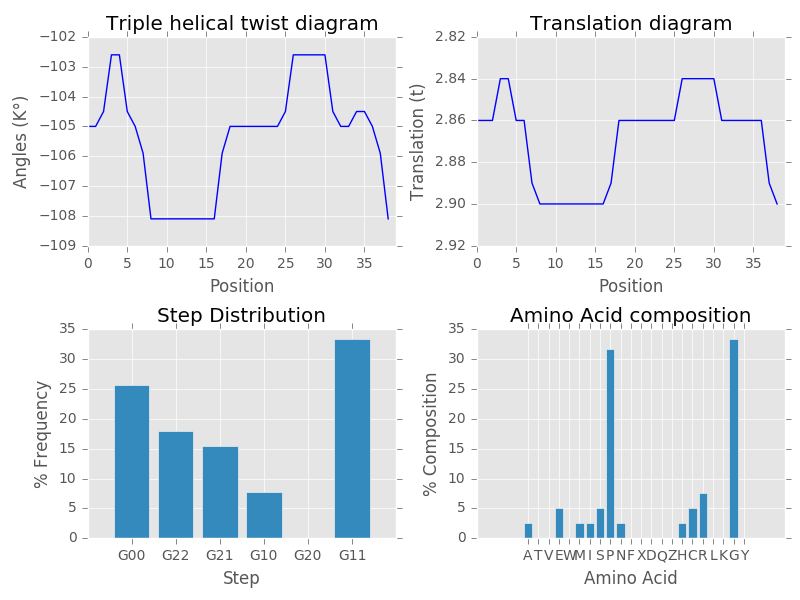 Triple helical twist diagram
−102
−103
−104
−105
−106
−107
−108
−109
Angles (K°)
0 5 10 15 20 25 30 35
Position
Translation diagram
2.82
2.84
2.86
2.88
2.90
2.92
Translation (t)
0 5 10 15 20 25 30 35
Position
Step Distribution
35
30
25
20
15
10
5
0
% Frequency
G00 G22 G21 G10 G20 G11
Step
Amino Acid composition
35
30
25
20
15
10
5
0
% Composition
A T V E W M I S P N F X D Q Z H C R L K G Y
Amino Acid